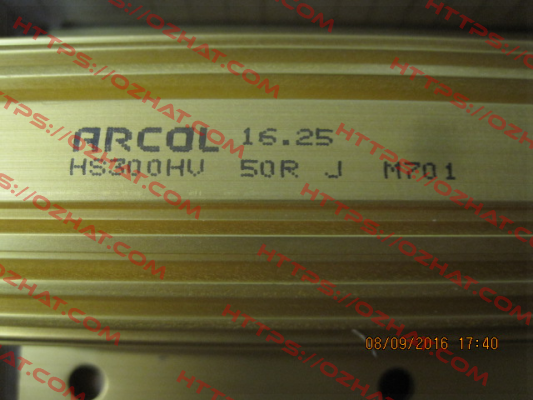 ARCOL 16.25
HS300HV 50R J M701
08/09/2016 17:40
HTTPS://OZHAT.COM